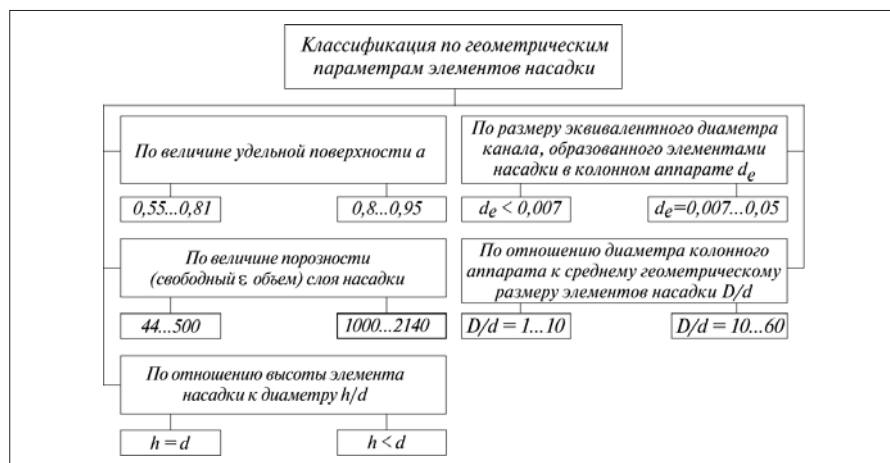 Классификация по геометрическим
параметрам элементов насадки
По величине удельной поверхности a
0,55...0,81
0,8...0,95
По размеру эквивалентного диаметра
канала, образованного элементами
насадки в колонном аппарате de
de < 0,007
de=0,007...0,05
По величине порозности
(свободный ε объем) слоя насадки
44...500
1000...2140
По отношению диаметра колонного
аппарата к среднему геометрическому
размеру элементов насадки D/d
D/d = 1...10
D/d = 10...60
По отношению высоты элемента
насадки к диаметру h/d
h = d
h < d